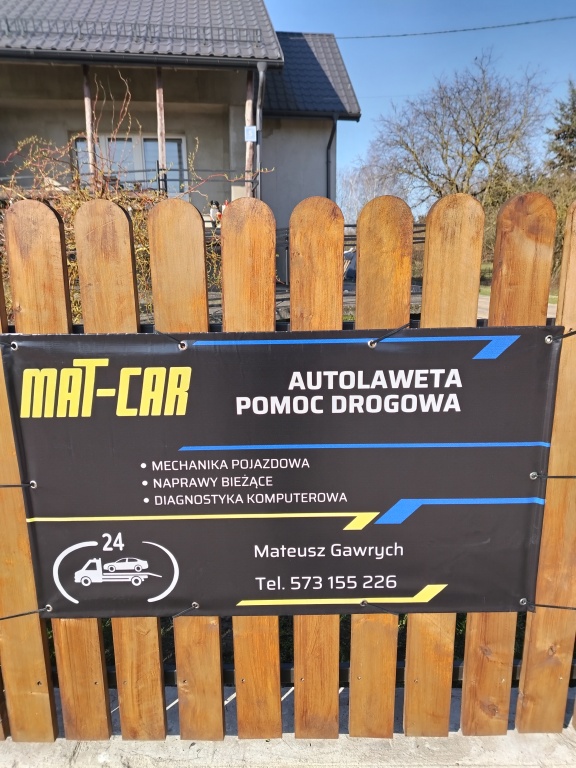 MAT-CAR
AUTOLAWETA
POMOC DROGOWA
• MECHANIKA POJAZDOWA
• NAPRAWY BIEŻĄCE
• DIAGNOSTYKA KOMPUTEROWA
24
Mateusz Gawrych
Tel. 573 155 226